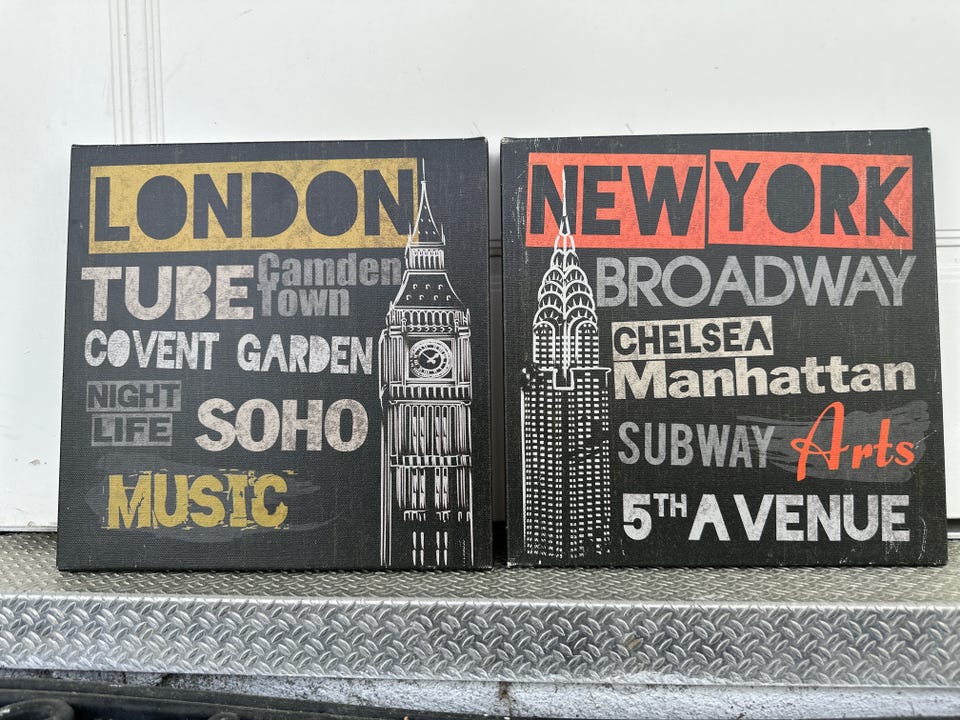 LONDON
TUBE
Camden
Town
COVENT GARDEN
NIGHT
LIFE
SOHO
MUSIC
NEW YORK
BROADWAY
CHELSEA
Manhattan
SUBWAY Arts
5TH AVENUE